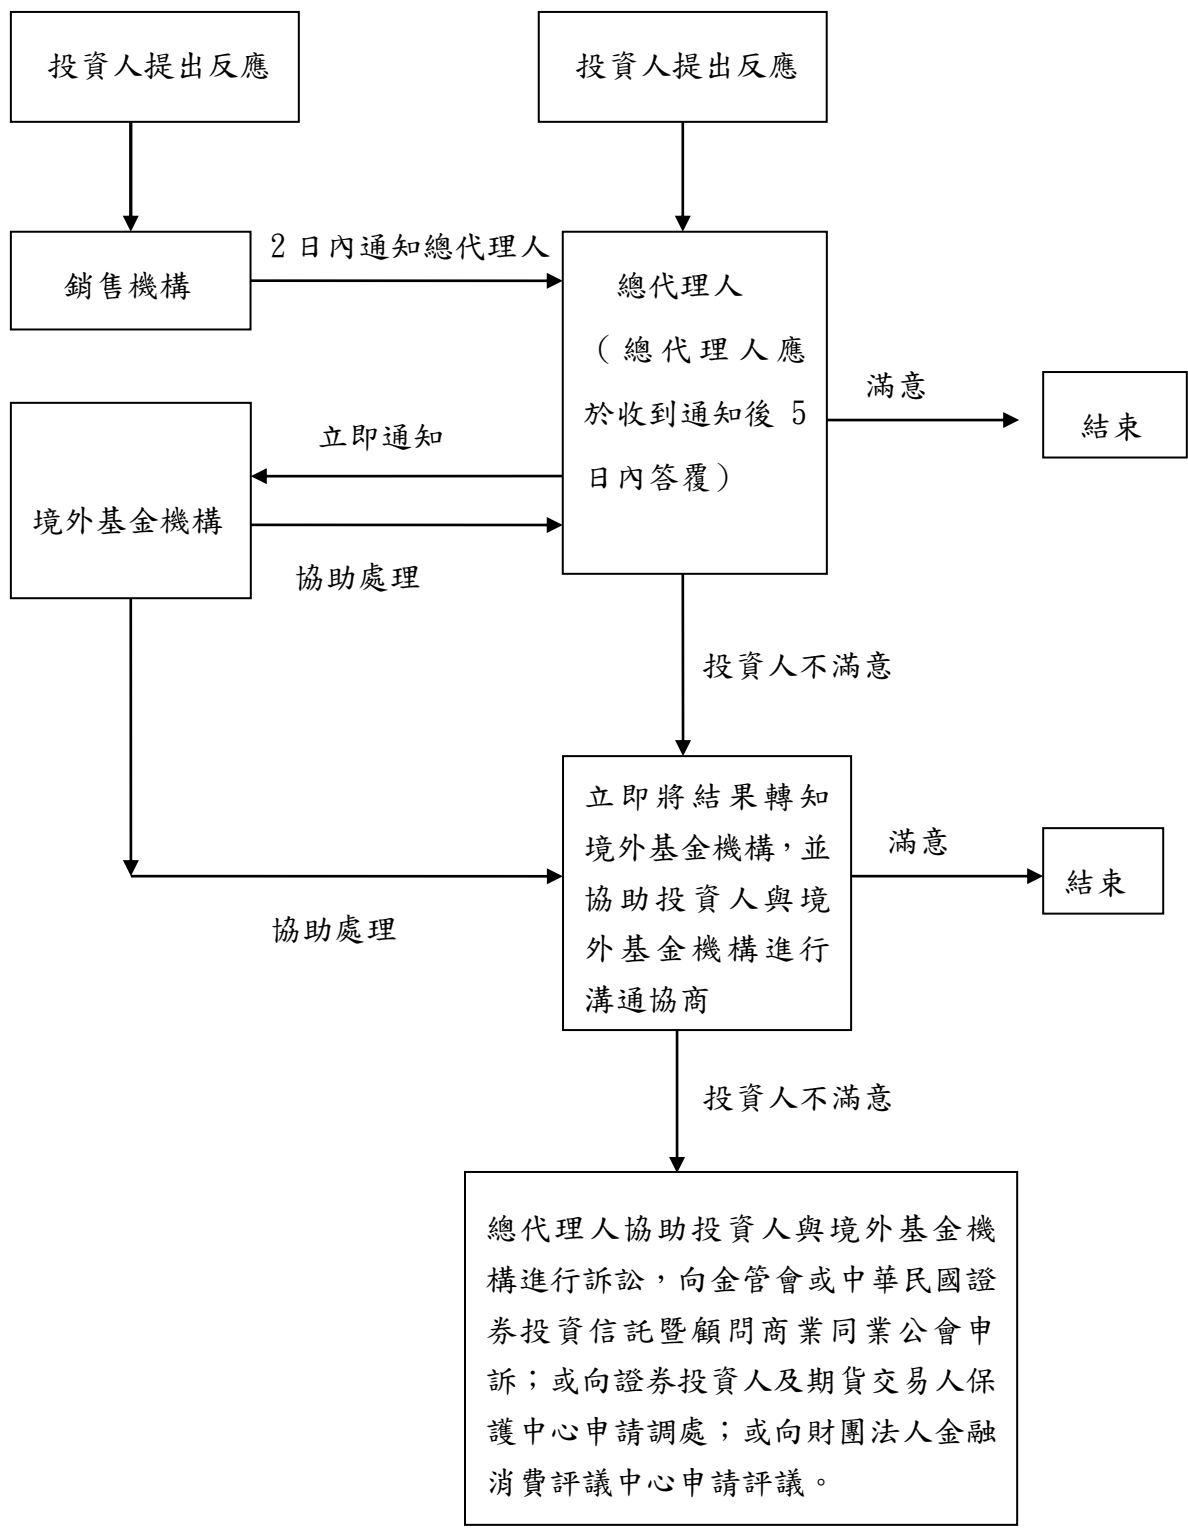 投資人提出反應
投資人提出反應
2 日內通知總代理人
銷售機構
總代理人
（總代理人應
於收到通知後 5
日內答覆）
滿意
結束
立即通知
境外基金機構
協助處理
投資人不滿意
立即將結果轉知
境外基金機構，並
協助投資人與境
外基金機構進行
溝通協商
滿意
結束
協助處理
投資人不滿意
總代理人協助投資人與境外基金機
構進行訴訟，向金管會或中華民國證
券投資信託暨顧問商業同業公會申
訴；或向證券投資人及期貨交易人保
護中心申請調處；或向財團法人金融
消費評議中心申請評議。